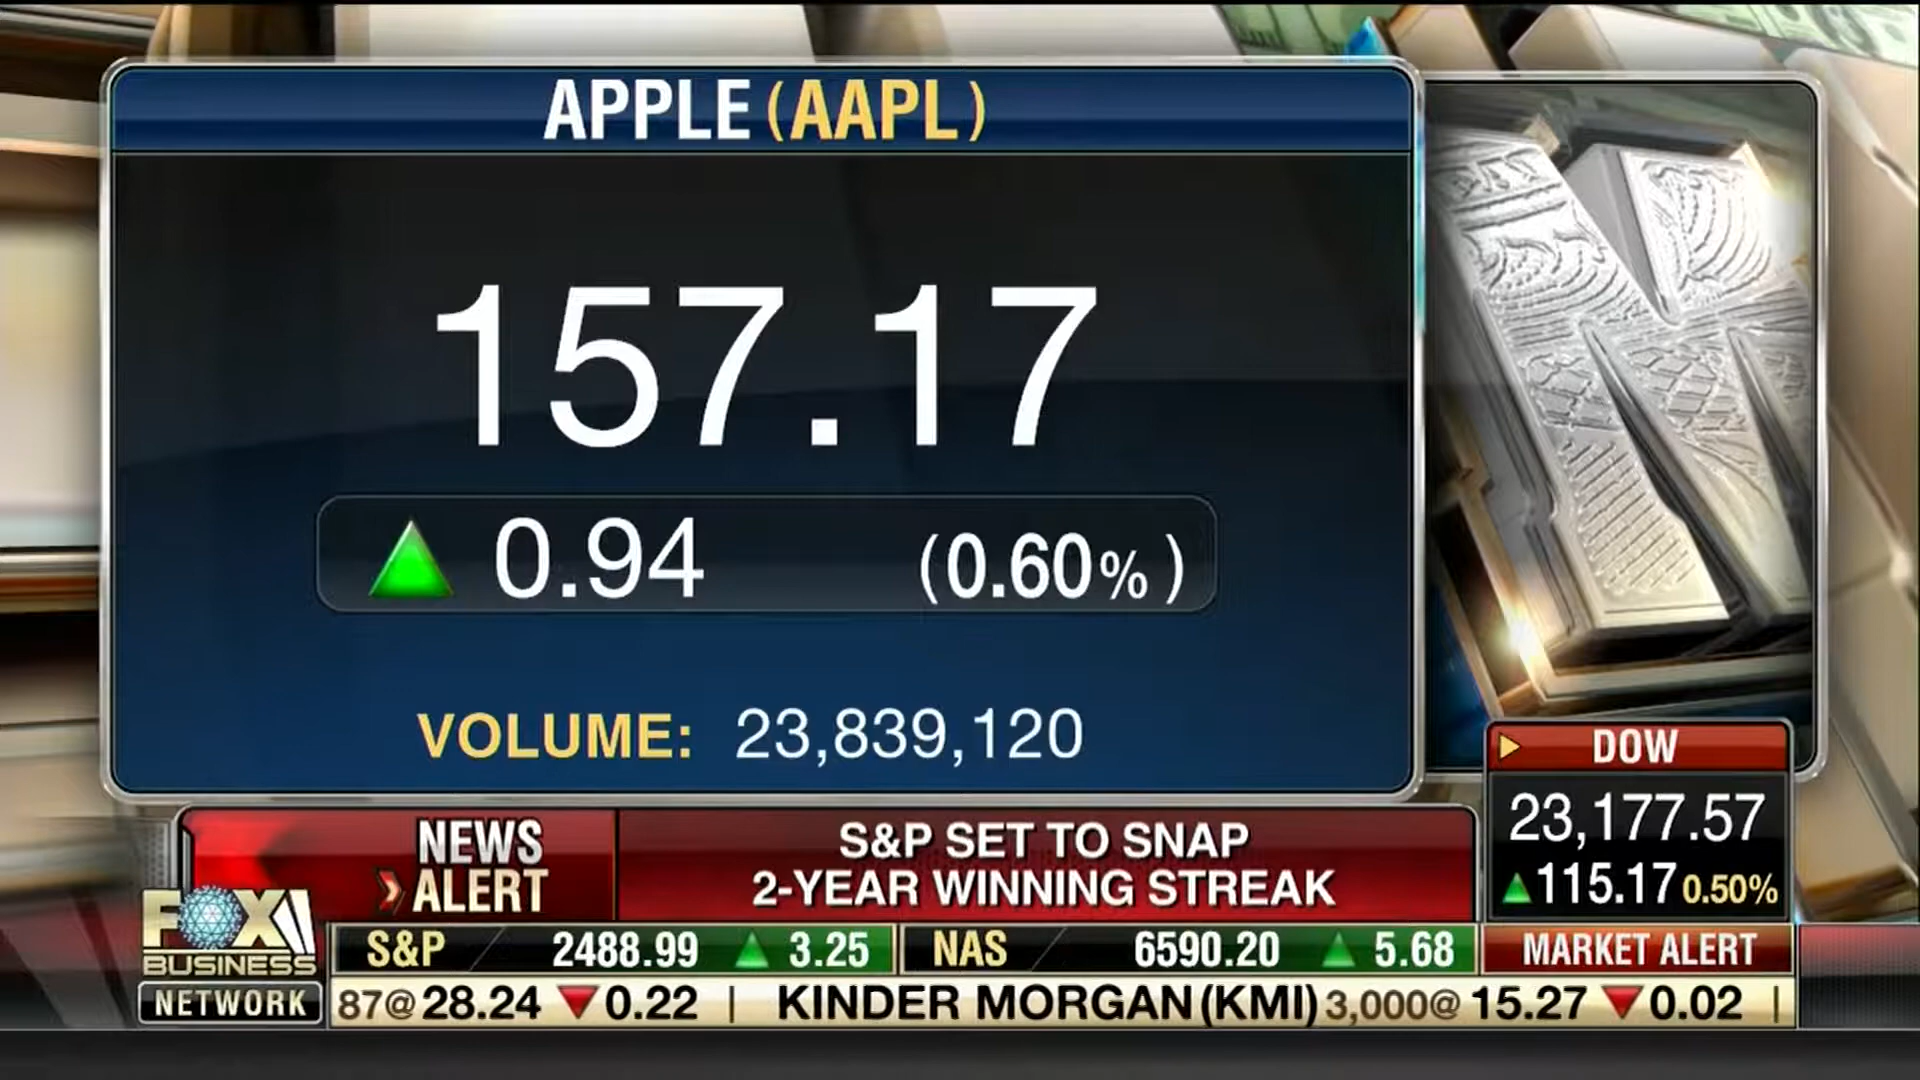 APPLE (AAPL)
157.17
▲ 0.94 (0.60%)
VOLUME: 23,839,120
DOW
23,177.57
▲115.17 0.50%
NEWS ALERT
S&P SET TO SNAP
2-YEAR WINNING STREAK
S&P 2488.99 ▲ 3.25 NAS 6590.20 ▲ 5.68 MARKET ALERT
FOX
BUSINESS
NETWORK
87@28.24 ▼0.22 | KINDER MORGAN(KMI)3,000@15.27 ▼0.02 |